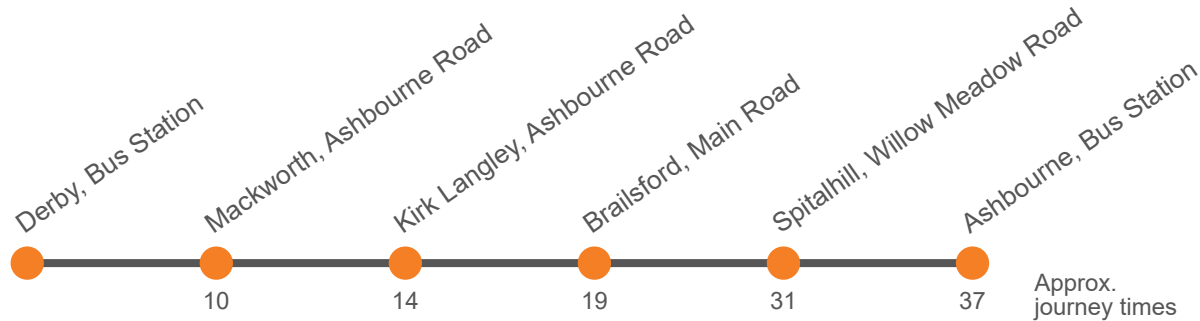 Derby, Bus Station
Mackworth, Ashbourne Road
Kirk Langley, Ashbourne Road
Brailsford, Main Road
Spitalhill, Willow Meadow Road
Ashbourne, Bus Station
10
14
19
31
37
Approx.
journey times